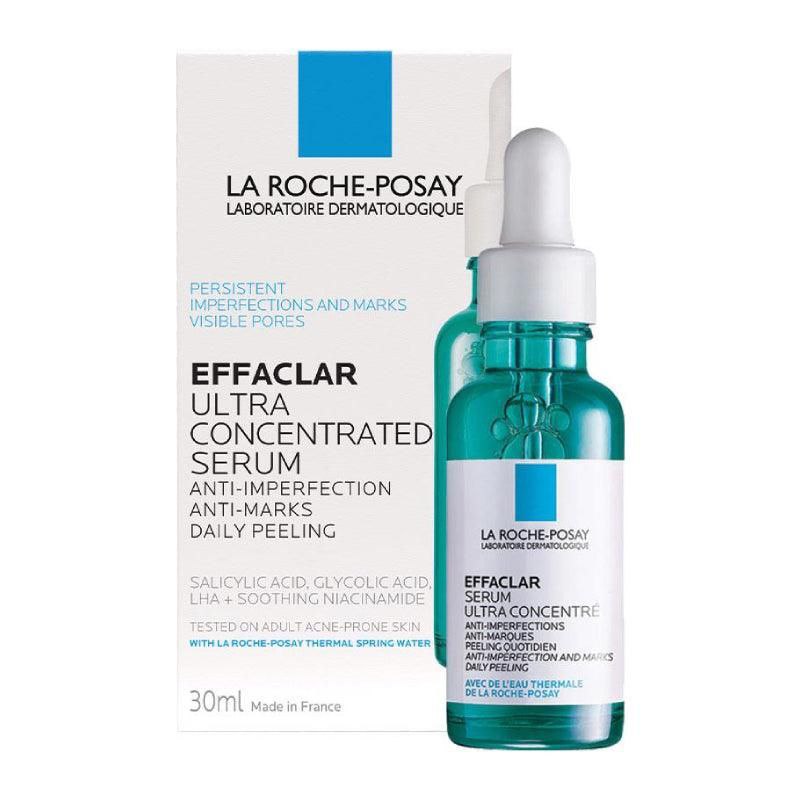 LA ROCHE-POSAY
LABORATOIRE DERMATOLOGIQUE
PERSISTENT
IMPERFECTIONS AND MARKS
VISIBLE PORES
EFFACLAR
ULTRA
CONCENTRATED
SERUM
ANTI-IMPERFECTION
ANTI-MARKS
DAILY PEELING
SALICYLIC ACID, GLYCOLIC ACID,
LHA + SOOTHING NIACINAMIDE
TESTED ON ADULT ACNE-PRONE SKIN
WITH LA ROCHE-POSAY THERMAL SPRING WATER
30ml Made in France
LA ROCHE-POSAY
LABORATOIRE DERMATOLOGIQUE
EFFACLAR
SERUM
ULTRA CONCENTRÉ
ANTI-IMPERFECTIONS
ANTI-MARQUES
PEELING QUOTIDIEN
ANTI-IMPERFECTION AND MARKS
DAILY PEELING
AVEC DE L'EAU THERMALE
DE LA ROCHE-POSAY